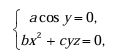 a cos y = 0,
bx² + cyz = 0,